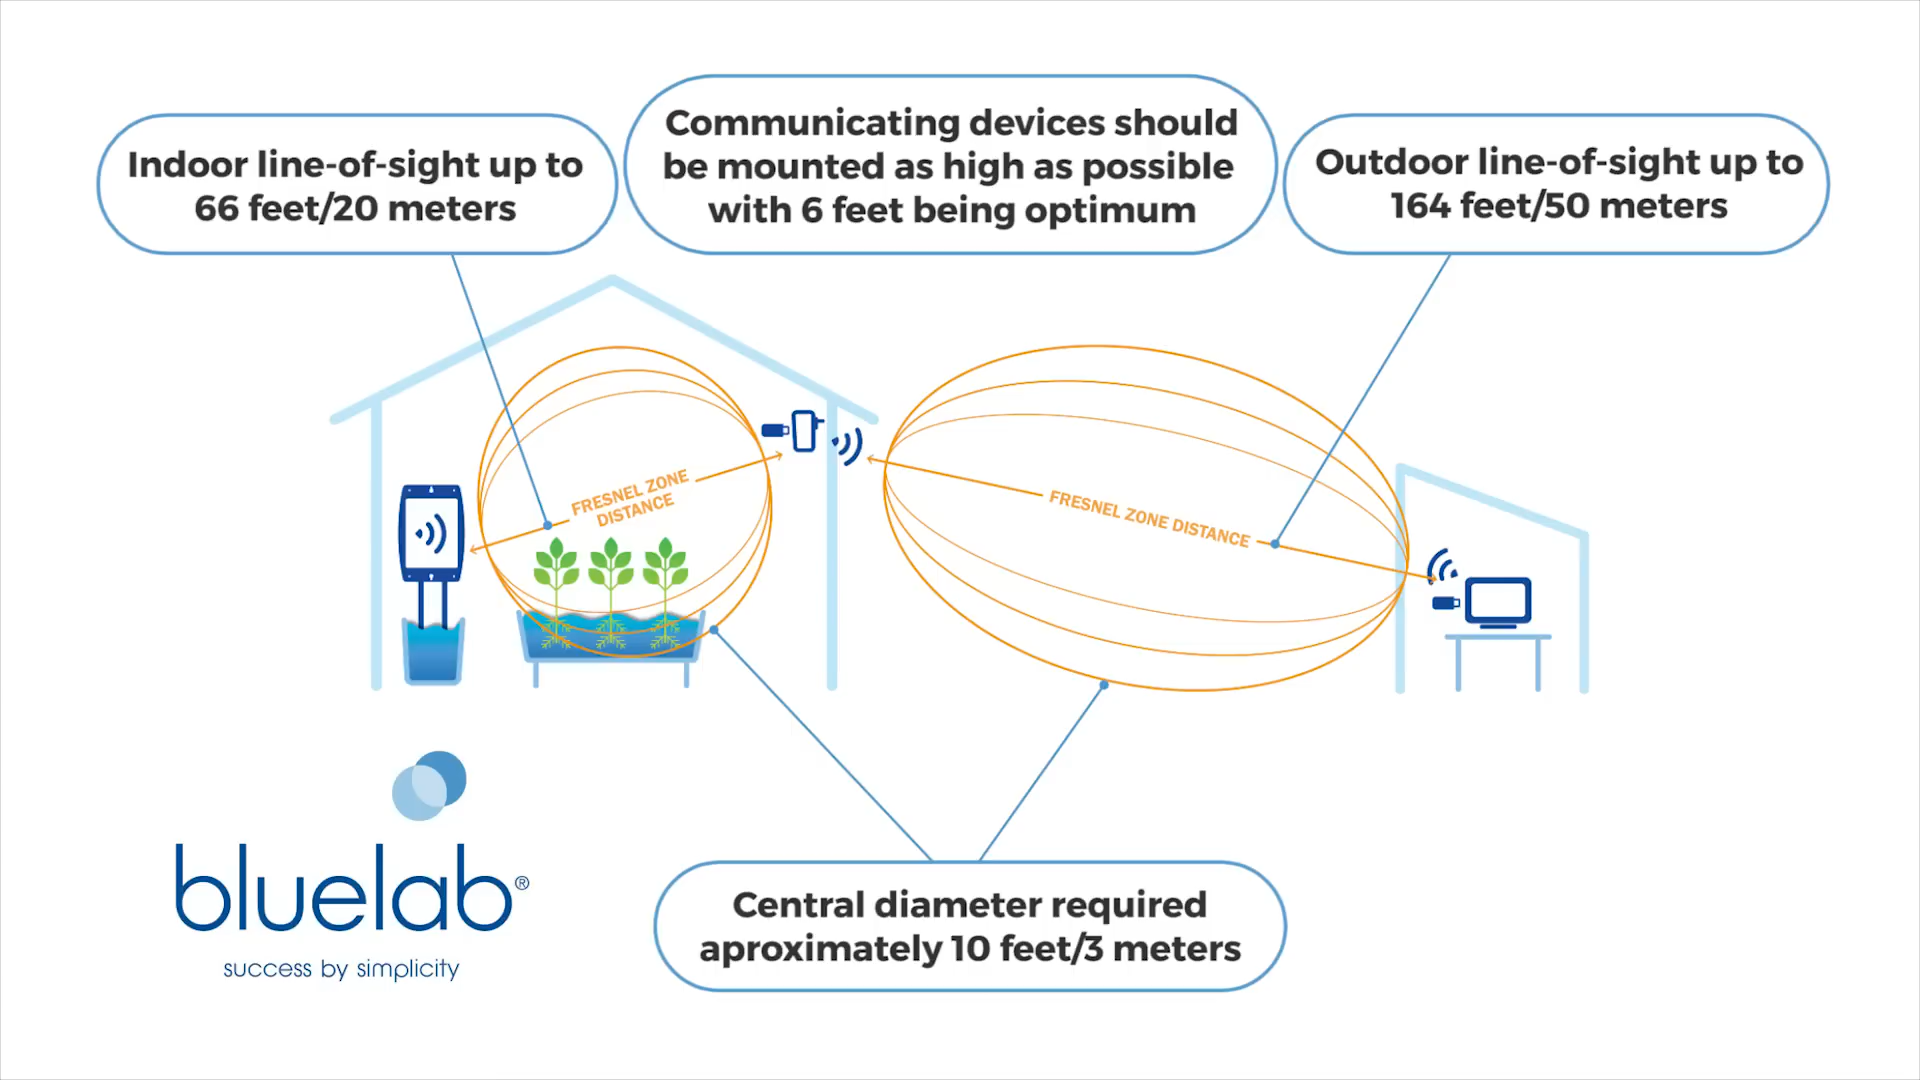 Indoor line-of-sight up to
66 feet/20 meters
Communicating devices should
be mounted as high as possible
with 6 feet being optimum
Outdoor line-of-sight up to
164 feet/50 meters
FRESNEL ZONE
DISTANCE
FRESNEL ZONE DISTANCE
bluelab®
success by simplicity
Central diameter required
aproximately 10 feet/3 meters